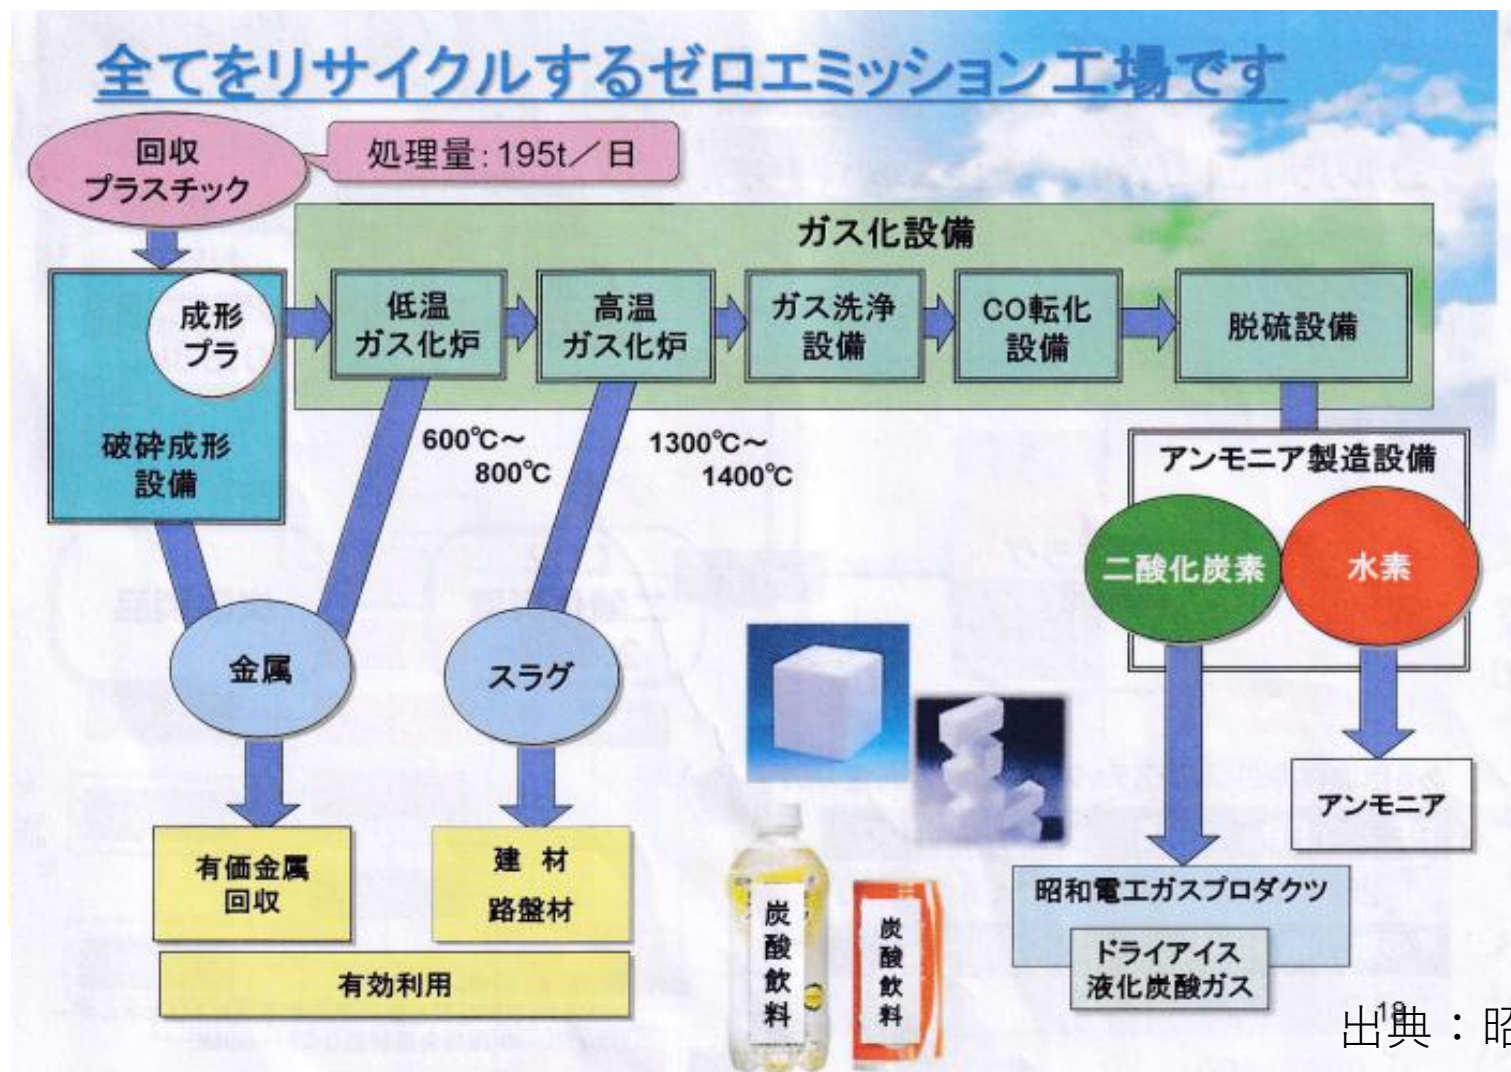 全てをリサイクルするゼロエミッション工場です
回収
プラスチック
処理量：195t／日
ガス化設備
成形
プラ
破砕成形
設備
低温
ガス化炉
高温
ガス化炉
ガス洗浄
設備
CO転化
設備
脱硫設備
600℃～
800℃
1300℃～
1400℃
アンモニア製造設備
二酸化炭素
水素
金属
スラグ
アンモニア
有価金属
回収
建 材
路盤材
有効利用
炭酸飲料
炭酸飲料
昭和電工ガスプロダクツ
ドライアイス
液化炭酸ガス
18
出典：昭